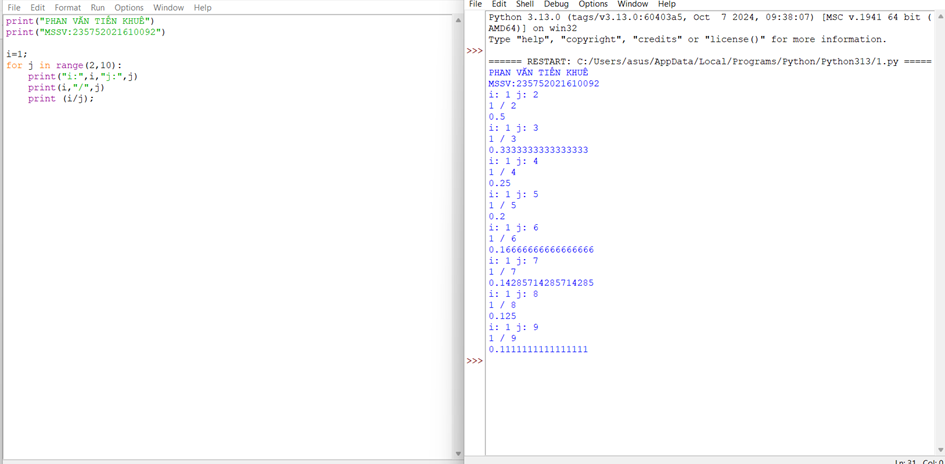 File Edit Format Run Options Window Help
print("PHAN VĂN TIẾN KHUÊ")
print("MSSV:235752021610092")
i=1;
for j in range(2,10):
    print("i:",i,"j:",j)
    print(i,"/",j)
    print (i/j);
File Edit Shell Debug Options Window Help
Python 3.13.0 (tags/v3.13.0:60403a5, Oct  7 2024, 09:38:07) [MSC v.1941 64 bit (
AMD64)] on win32
Type "help", "copyright", "credits" or "license()" for more information.
>>>
====== RESTART: C:/Users/asus/AppData/Local/Programs/Python/Python313/1.py =====
PHAN VĂN TIẾN KHUÊ
MSSV:235752021610092
i: 1 j: 2
1 / 2
0.5
i: 1 j: 3
1 / 3
0.3333333333333333
i: 1 j: 4
1 / 4
0.25
i: 1 j: 5
1 / 5
0.2
i: 1 j: 6
1 / 6
0.16666666666666666
i: 1 j: 7
1 / 7
0.14285714285714285
i: 1 j: 8
1 / 8
0.125
i: 1 j: 9
1 / 9
0.1111111111111111
>>>
Ln: 31 Col: 0